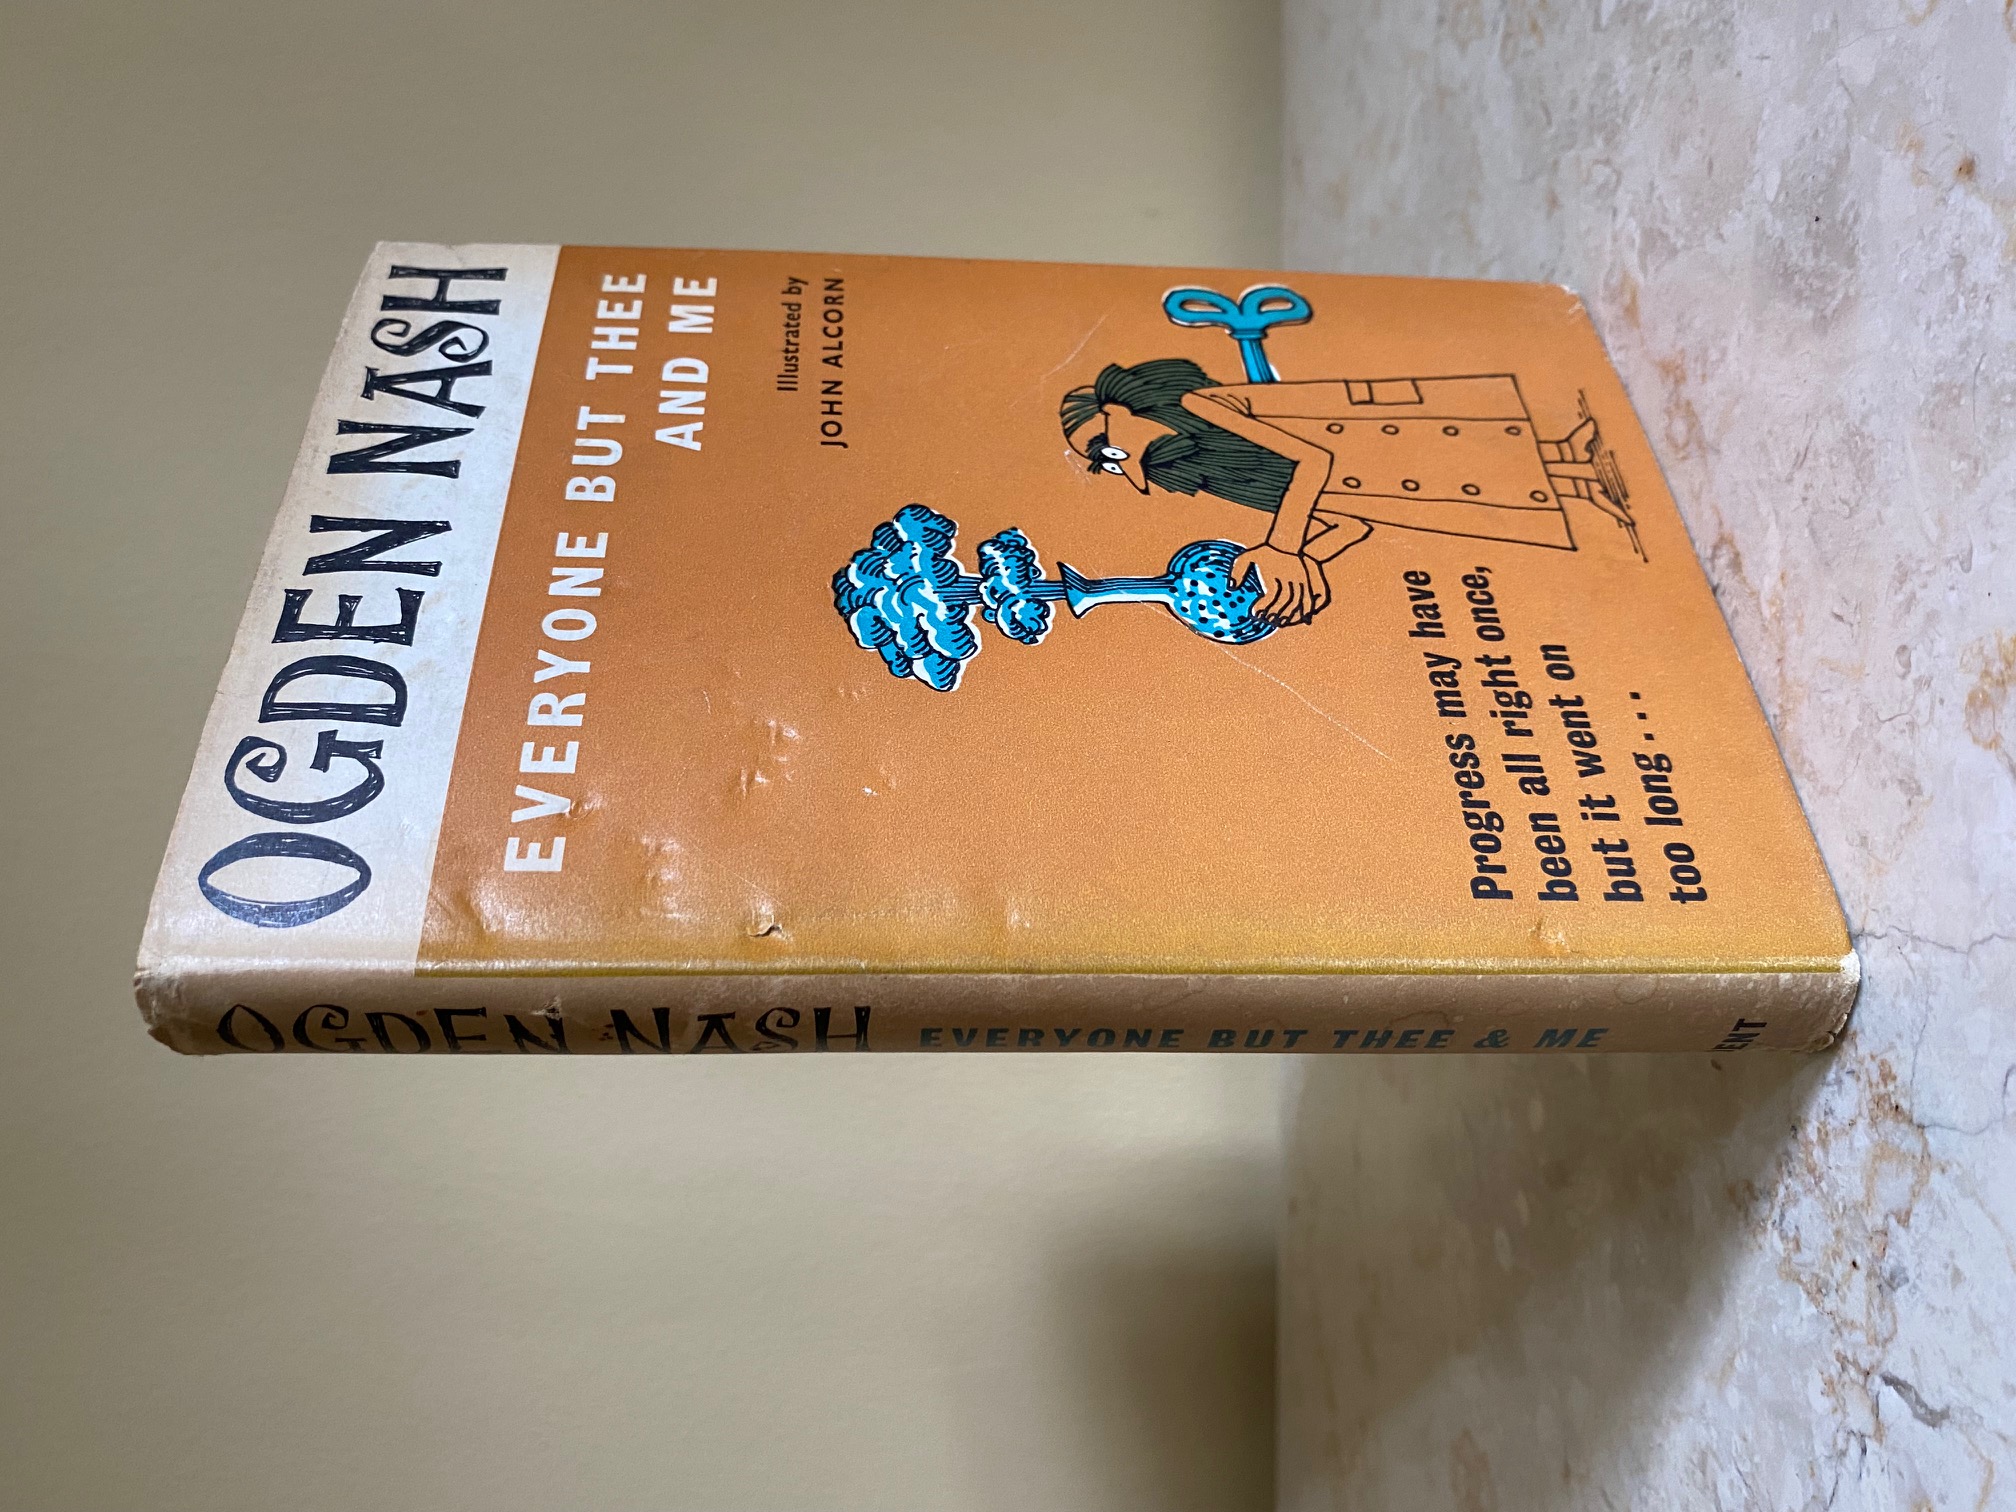 OGDEN NASH
EVERYONE BUT THEE
AND ME
Illustrated by
JOHN ALCORN
Progress may have
been all right once,
but it went on
too long...
OGDEN NASH EVERYONE BUT THEE & ME